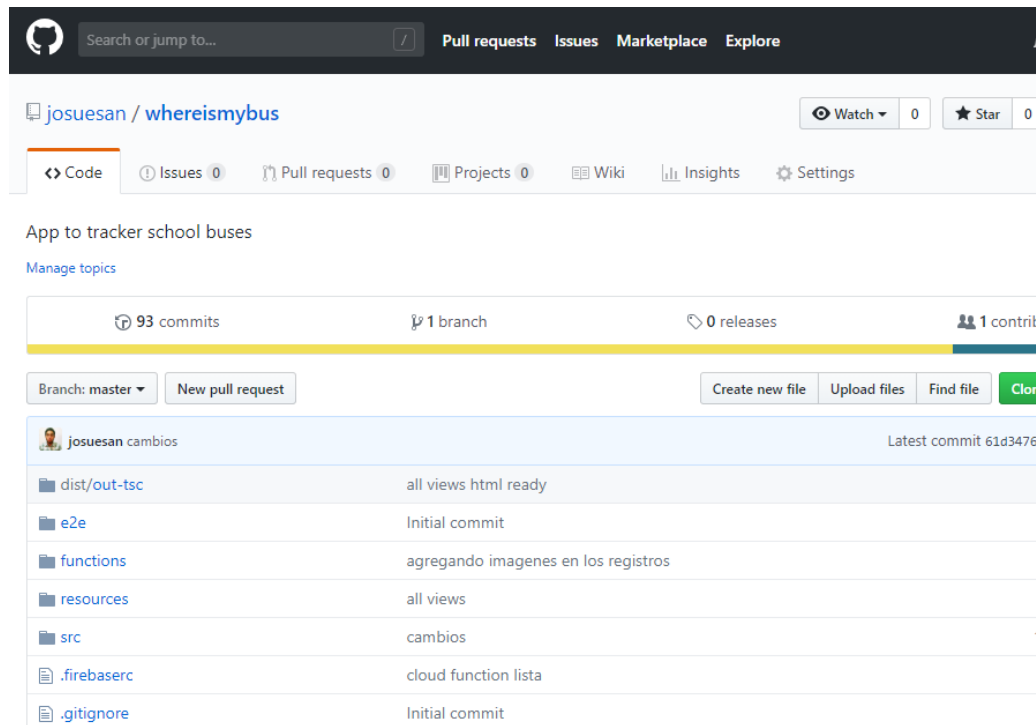 Search or jump to... /
Pull requests Issues Marketplace Explore
josuesan / whereismybus
Watch 0 Star 0
Code Issues 0 Pull requests 0 Projects 0 Wiki Insights Settings
App to tracker school buses
Manage topics
93 commits 1 branch 0 releases 1 contrib
Branch: master New pull request Create new file Upload files Find file Clon
josuesan cambios Latest commit 61d3476
dist/out-tsc all views html ready
e2e Initial commit
functions agregando imagenes en los registros
resources all views
src cambios
.firebaserc cloud function lista
.gitignore Initial commit